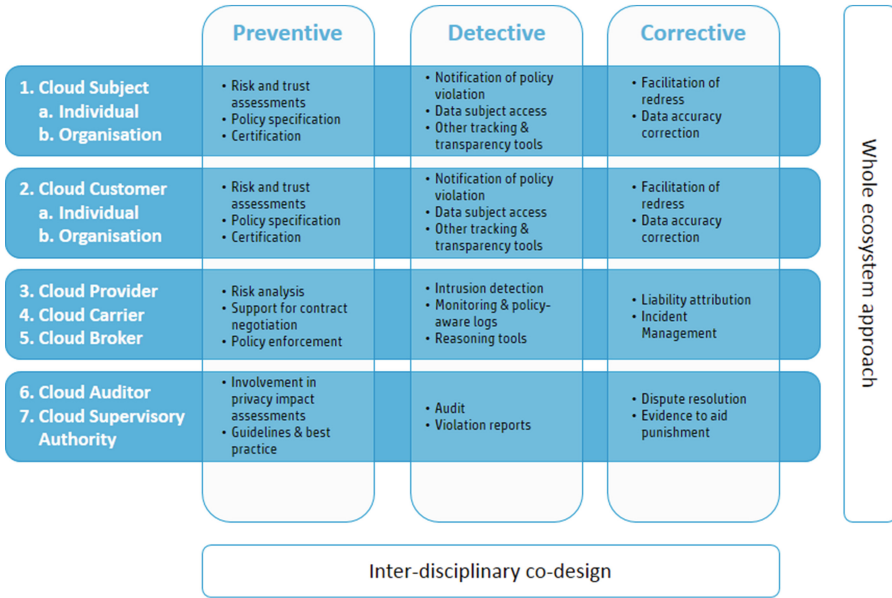 Preventive
Detective
Corrective
1. Cloud Subject
a. Individual
b. Organisation
• Risk and trust
assessments
• Policy specification
• Certification
• Notification of policy
violation
• Data subject access
• Other tracking &
transparency tools
• Facilitation of
redress
• Data accuracy
correction
2. Cloud Customer
a. Individual
b. Organisation
• Risk and trust
assessments
• Policy specification
• Certification
• Notification of policy
violation
• Data subject access
• Other tracking &
transparency tools
• Facilitation of
redress
• Data accuracy
correction
3. Cloud Provider
4. Cloud Carrier
5. Cloud Broker
• Risk analysis
• Support for contract
negotiation
• Policy enforcement
• Intrusion detection
• Monitoring & policy-
aware logs
• Reasoning tools
• Liability attribution
• Incident
Management
6. Cloud Auditor
7. Cloud Supervisory
Authority
• Involvement in
privacy impact
assessments
• Guidelines & best
practice
• Audit
• Violation reports
• Dispute resolution
• Evidence to aid
punishment
Whole ecosystem approach
Inter-disciplinary co-design